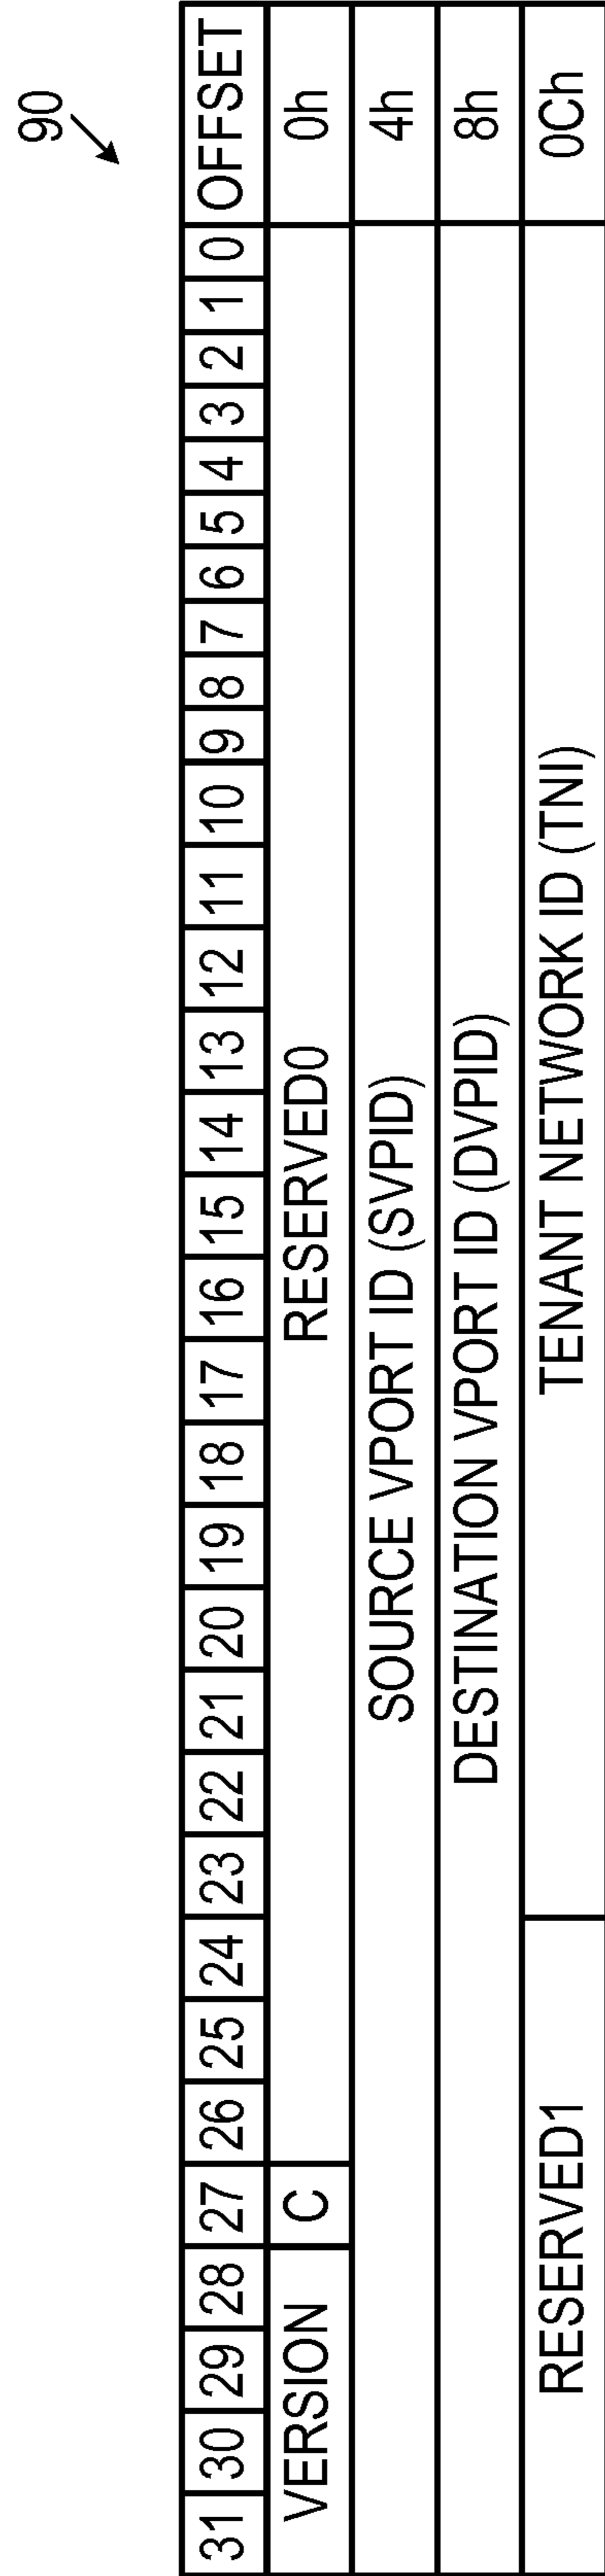 90
31 30 29 28 27 26 25 24 23 22 21 20 19 18 17 16 15 14 13 12 11 10 9 8 7 6 5 4 3 2 1 0 OFFSET
VERSION C RESERVED0 0h
SOURCE VPORT ID (SVPID) 4h
DESTINATION VPORT ID (DVPID) 8h
RESERVED1 TENANT NETWORK ID (TNI) 0Ch